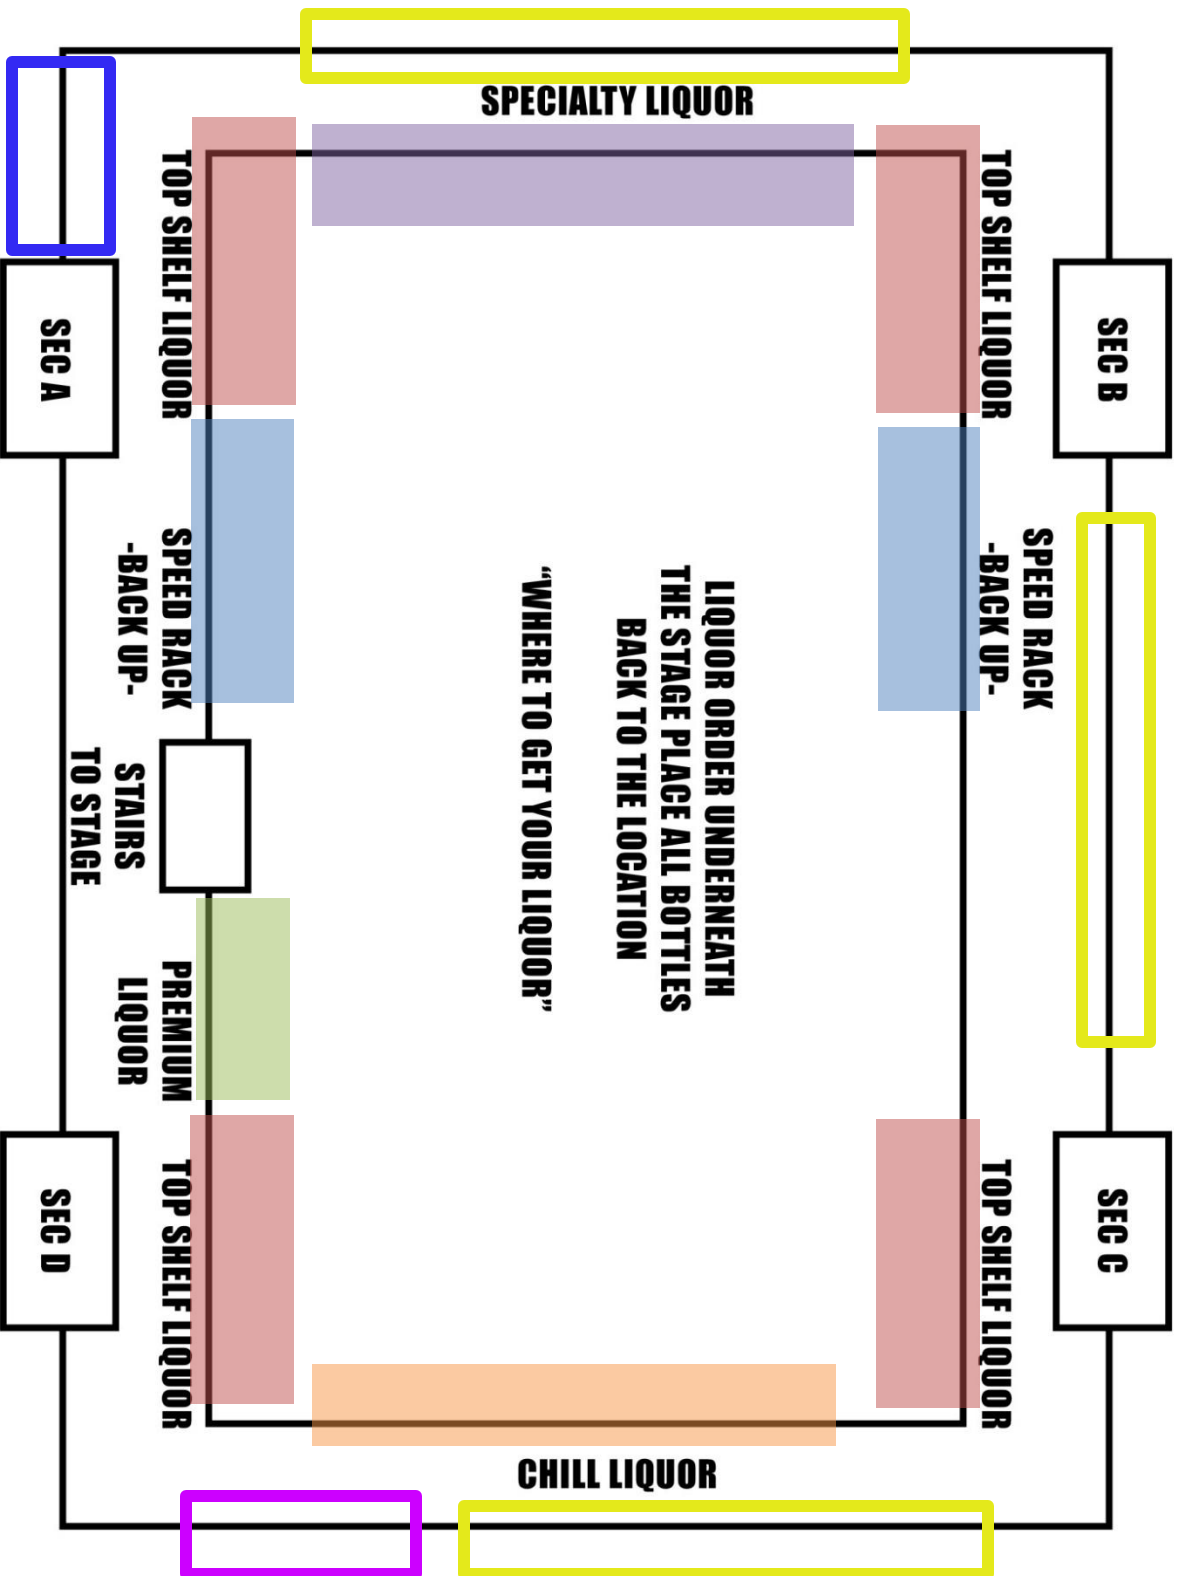 SPECIALTY LIQUOR
TOP SHELF LIQUOR
TOP SHELF LIQUOR
SEC A
SEC B
SPEED RACK
-BACK UP-
SPEED RACK
-BACK UP-
LIQUOR ORDER UNDERNEATH
THE STAGE PLACE ALL BOTTLES
BACK TO THE LOCATION
“WHERE TO GET YOUR LIQUOR”
STAIRS
TO STAGE
PREMIUM
LIQUOR
SEC D
TOP SHELF LIQUOR
TOP SHELF LIQUOR
SEC C
CHILL LIQUOR